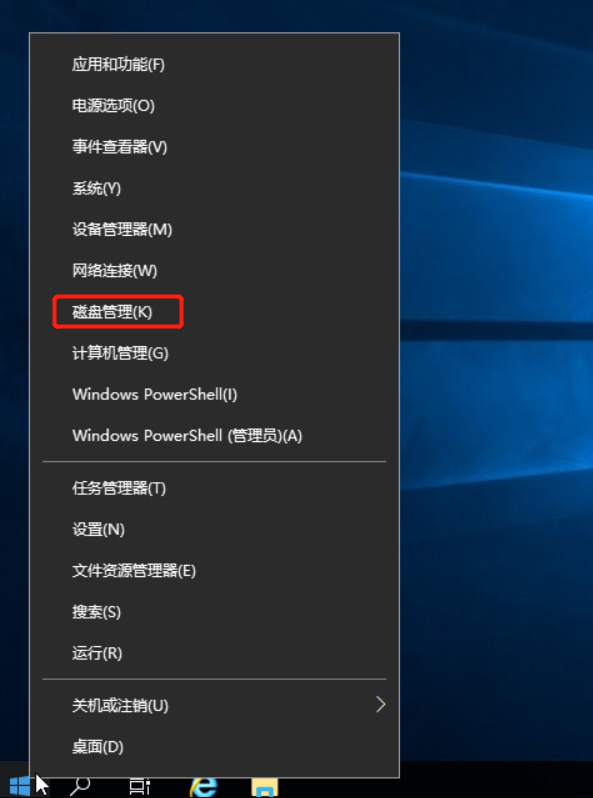 应用和功能(F)
电源选项(O)
事件查看器(V)
系统(Y)
设备管理器(M)
网络连接(W)
磁盘管理(K)
计算机管理(G)
Windows PowerShell(I)
Windows PowerShell (管理员)(A)
任务管理器(T)
设置(N)
文件资源管理器(E)
搜索(S)
运行(R)
关机或注销(U)
桌面(D)